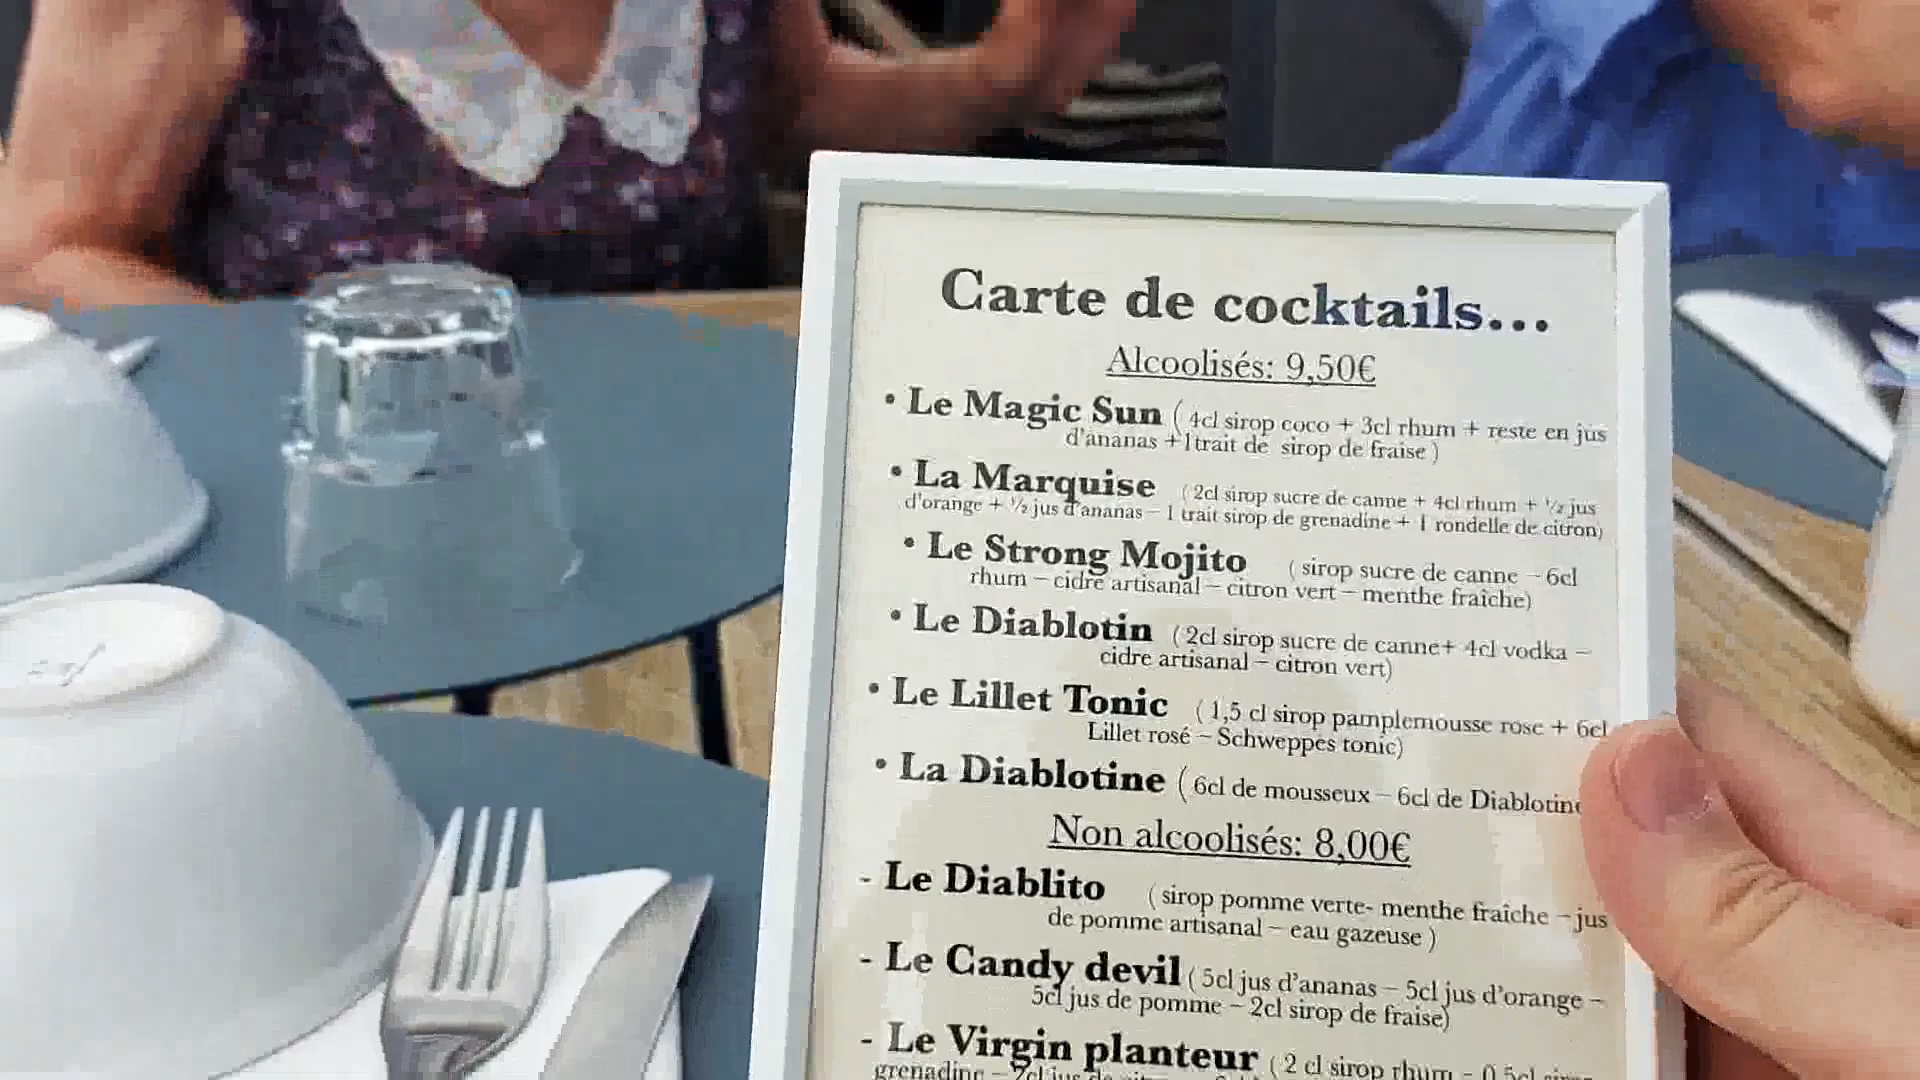 Carte de cocktails...
Alcoolisés: 9,50€
• Le Magic Sun ( 4cl sirop coco + 3cl rhum + reste en jus
d'ananas +1trait de sirop de fraise )
• La Marquise ( 2cl sirop sucre de canne + 4cl rhum + ½ jus
d'orange + ½ jus d'ananas – 1 trait sirop de grenadine + 1 rondelle de citron)
• Le Strong Mojito ( sirop sucre de canne – 6cl
rhum – cidre artisanal – citron vert – menthe fraîche)
• Le Diablotin ( 2cl sirop sucre de canne+ 4cl vodka –
cidre artisanal – citron vert)
• Le Lillet Tonic ( 1,5 cl sirop pamplemousse rose + 6cl
Lillet rosé – Schweppes tonic)
• La Diablotine ( 6cl de mousseux – 6cl de Diablotine
Non alcoolisés: 8,00€
- Le Diablito ( sirop pomme verte- menthe fraîche – jus
de pomme artisanal – eau gazeuse )
- Le Candy devil ( 5cl jus d'ananas – 5cl jus d'orange –
5cl jus de pomme – 2cl sirop de fraise)
- Le Virgin planteur ( 2 cl sirop rhum – 0,5cl
grenadine – 7cl jus